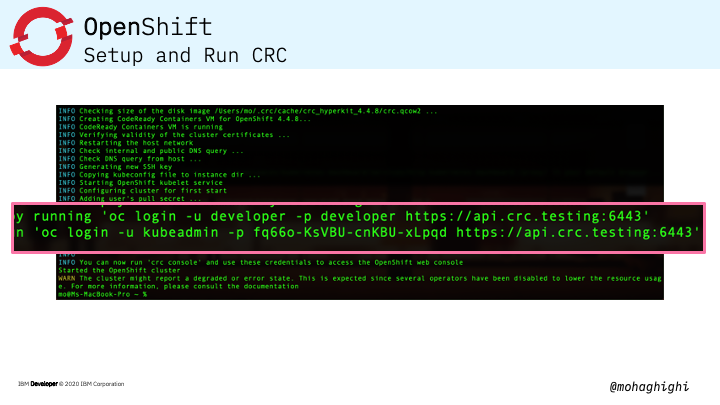 OpenShift
Setup and Run CRC
INFO Checking size of the disk image /Users/mo/.crc/cache/crc_hyperkit_4.4.8/crc.qcow2 ...
INFO Creating CodeReady Containers VM for OpenShift 4.4.8...
INFO CodeReady Containers VM is running
INFO Verifying validity of the cluster certificates ...
INFO Restarting the host network
INFO Check internal and public DNS query ...
INFO Check DNS query from host ...
INFO Generating new SSH key
INFO Copying kubeconfig file to instance dir ...
INFO Starting OpenShift kubelet service
INFO Configuring cluster for first start
INFO Adding user's pull secret ...
y running 'oc login -u developer -p developer https://api.crc.testing:6443'
n 'oc login -u kubeadmin -p fq66o-KsVBU-cnKBU-xLpqd https://api.crc.testing:6443'
INFO
INFO You can now run 'crc console' and use these credentials to access the OpenShift web console
Started the OpenShift cluster
WARN The cluster might report a degraded or error state. This is expected since several operators have been disabled to lower the resource usag
e. For more information, please consult the documentation
mo@Ms-MacBook-Pro ~ %
IBM Developer © 2020 IBM Corporation
@mohaghighi